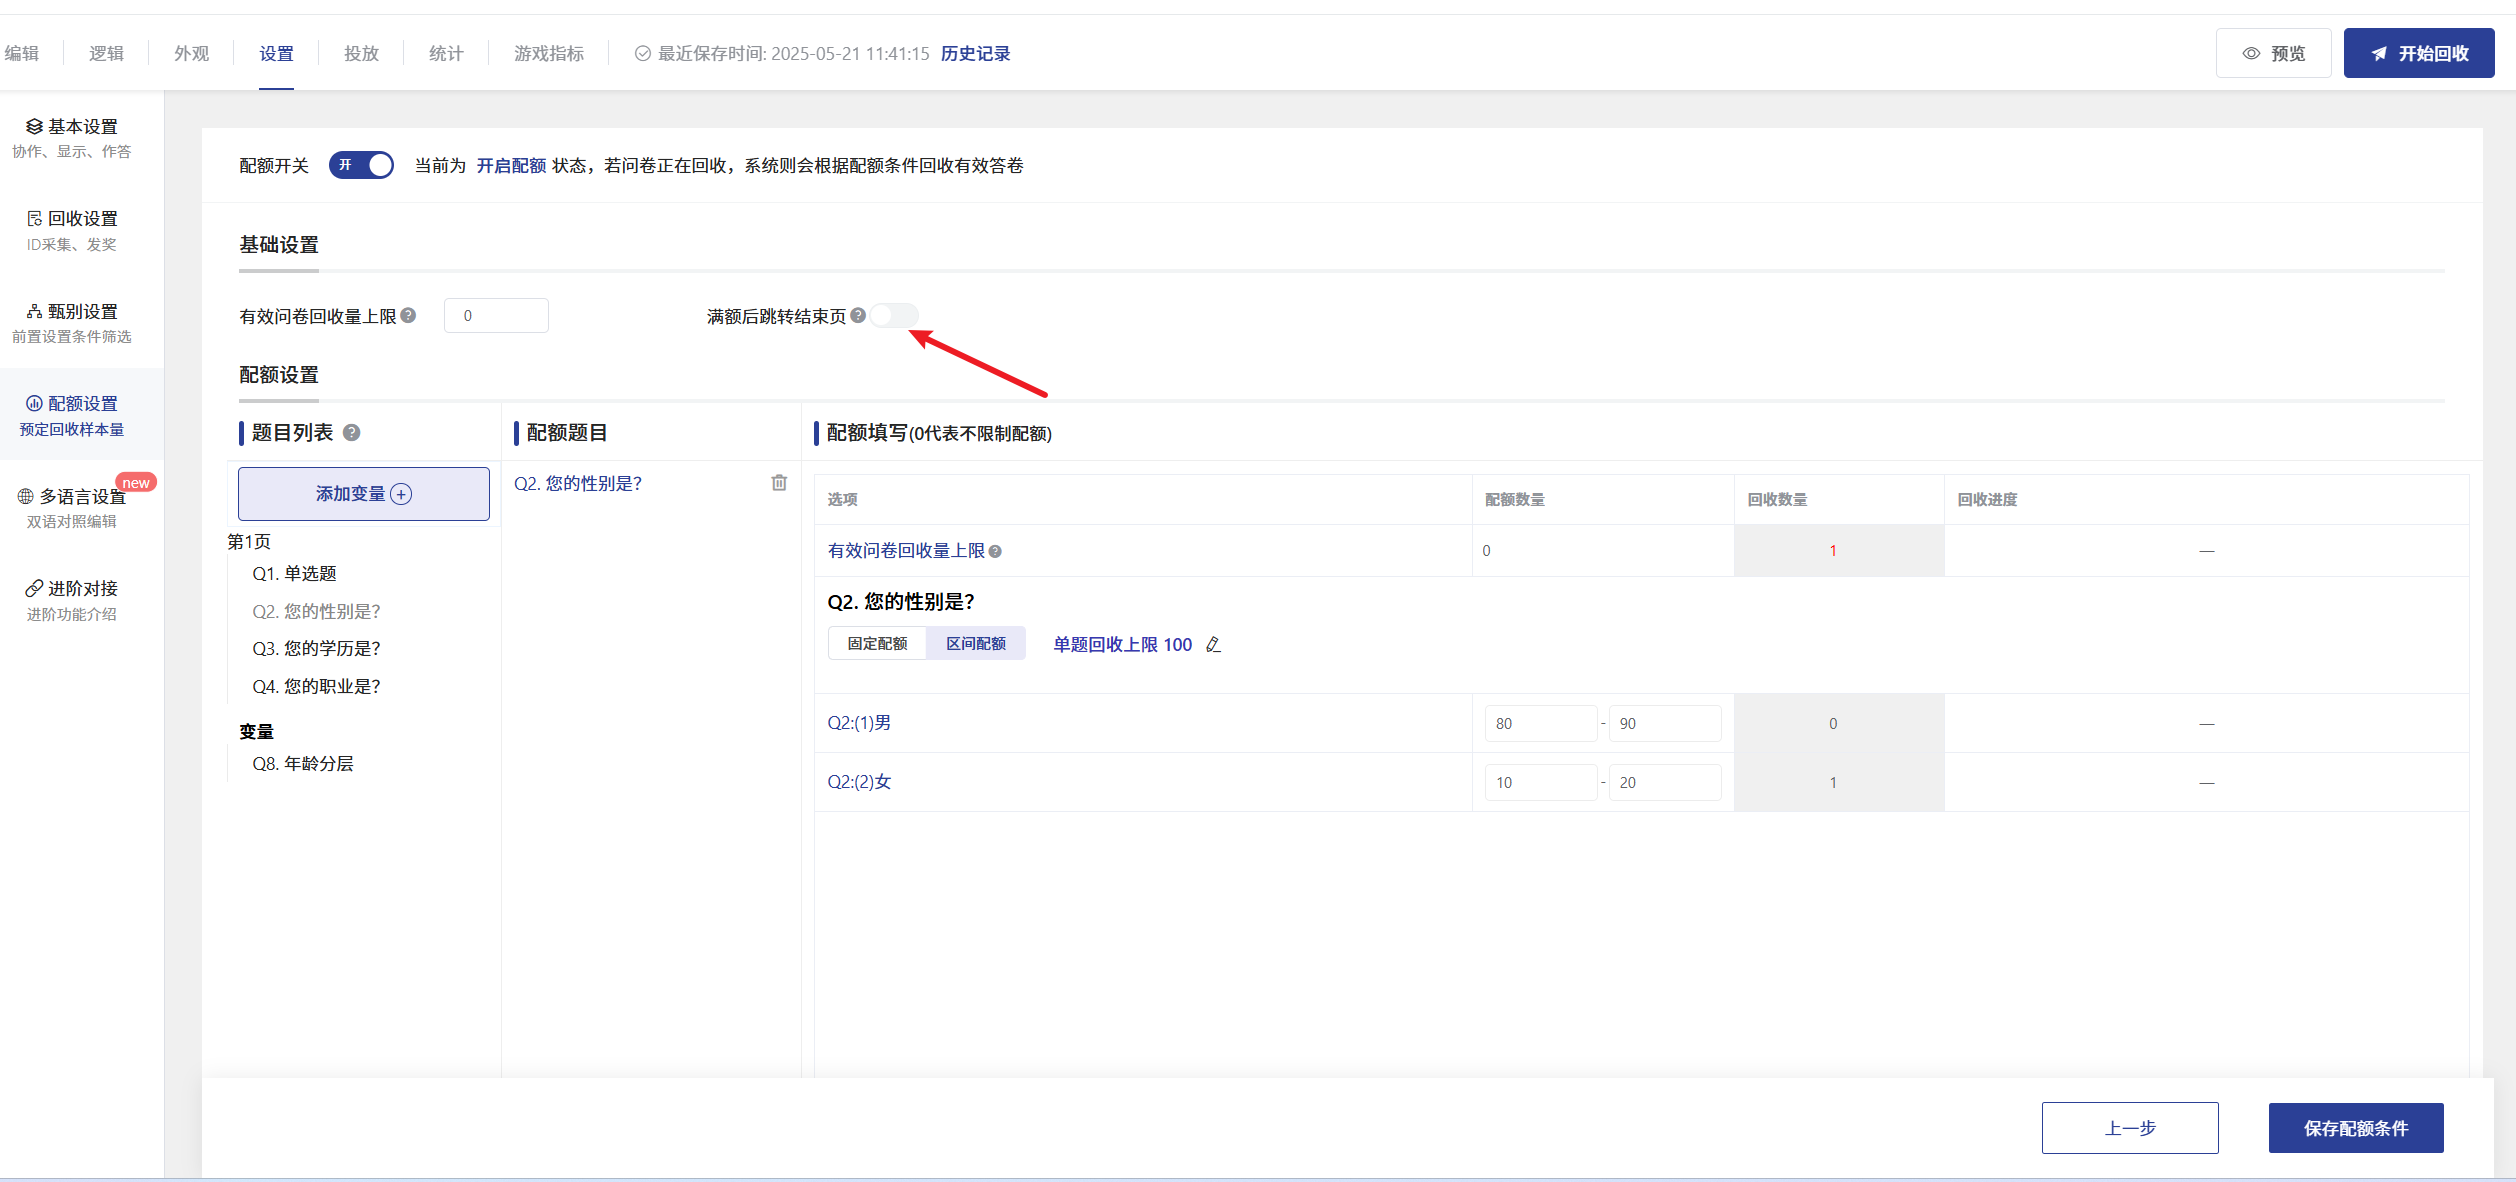 编辑 逻辑 外观 设置 投放 统计 游戏指标 最近保存时间: 2025-05-21 11:41:15 历史记录 预览 开始回收
基本设置
协作、显示、作答
回收设置
ID采集、发奖
甄别设置
前置设置条件筛选
配额设置
预定回收样本量
new
多语言设置
双语对照编辑
进阶对接
进阶功能介绍
配额开关 开 当前为 开启配额 状态，若问卷正在回收，系统则会根据配额条件回收有效答卷
基础设置
有效问卷回收量上限 ? 0 满额后跳转结束页 ?
配额设置
题目列表 ?
添加变量
第1页
Q1. 单选题
Q2. 您的性别是?
Q3. 您的学历是?
Q4. 您的职业是?
变量
Q8. 年龄分层
配额题目
Q2. 您的性别是?
配额填写(0代表不限制配额)
选项 配额数量 回收数量 回收进度
有效问卷回收量上限 ? 0 1 —
Q2. 您的性别是?
固定配额 区间配额 单题回收上限 100
Q2:(1)男 80 - 90 0 —
Q2:(2)女 10 - 20 1 —
上一步 保存配额条件